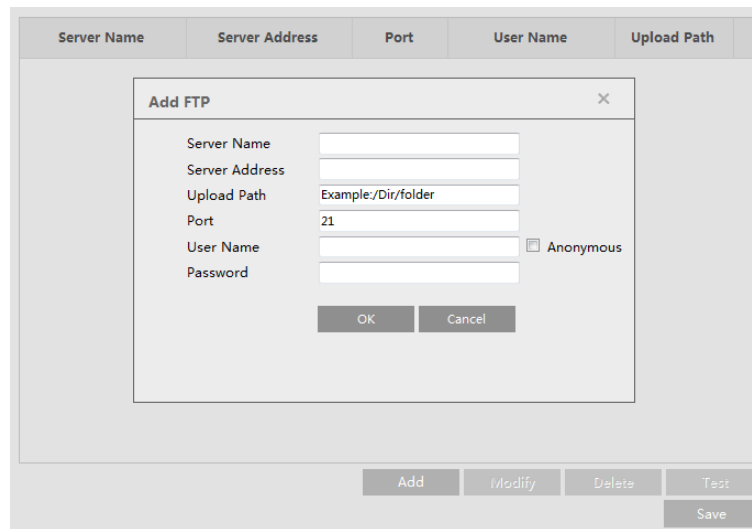 Server Name Server Address Port User Name Upload Path
Add FTP ×
Server Name
Server Address
Upload Path Example:/Dir/folder
Port 21
User Name Anonymous
Password
OK Cancel
Add Modify Delete Test
Save